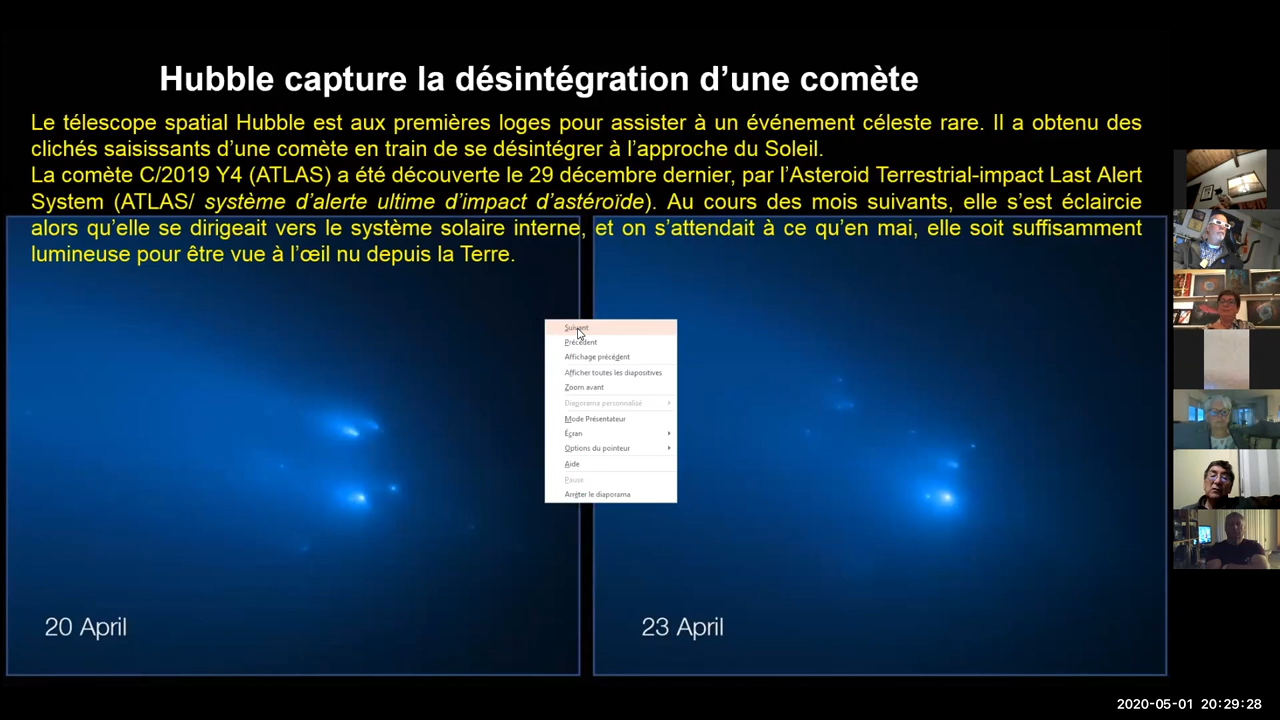 Hubble capture la désintégration d’une comète
Le télescope spatial Hubble est aux premières loges pour assister à un événement céleste rare. Il a obtenu des
clichés saisissants d’une comète en train de se désintégrer à l’approche du Soleil.
La comète C/2019 Y4 (ATLAS) a été découverte le 29 décembre dernier, par l’Asteroid Terrestrial-impact Last Alert
System (ATLAS/ système d’alerte ultime d’impact d’astéroïde). Au cours des mois suivants, elle s’est éclaircie
alors qu’elle se dirigeait vers le système solaire interne, et on s’attendait à ce qu’en mai, elle soit suffisamment
lumineuse pour être vue à l’œil nu depuis la Terre.
Suivant
Précédent
Affichage précédent
Afficher toutes les diapositives
Zoom avant
Diaporama personnalisé
Mode Présentateur
Écran
Options du pointeur
Aide
Pause
Arrêter le diaporama
20 April
23 April
2020-05-01 20:29:28